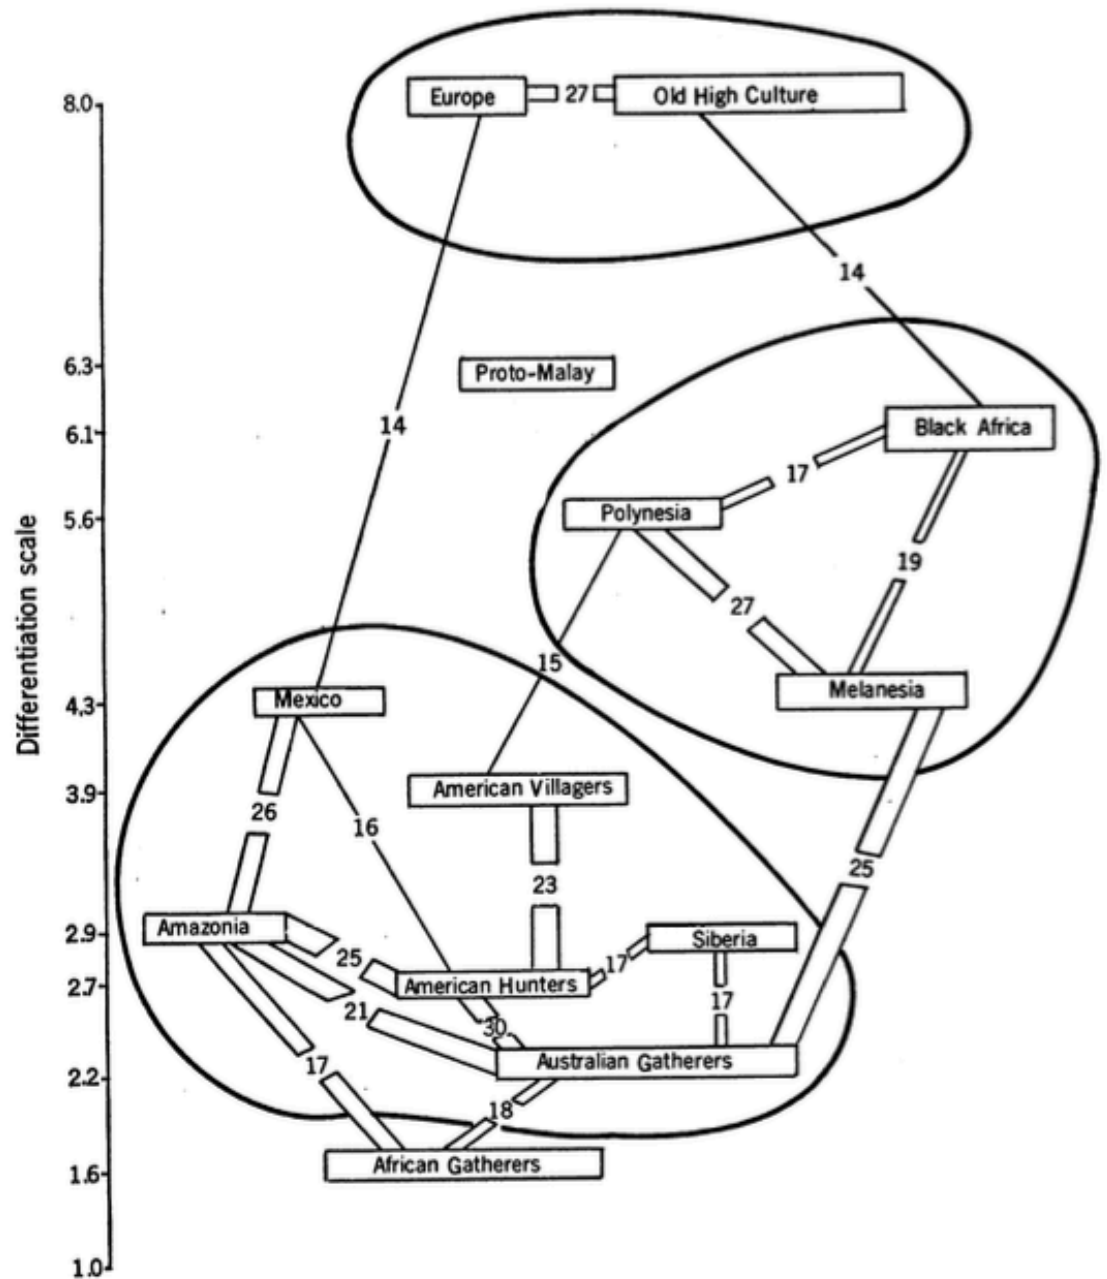 Europe 27 Old High Culture
8.0
14
6.3
Proto-Malay
14
6.1
Black Africa
17
5.6
Polynesia
19
27
15
Melanesia
Mexico
4.3
American Villagers
3.9
26
16
25
23
Amazonia
2.9
Siberia
25
17
American Hunters
2.7
17
21
30
Australian Gatherers
2.2
17
18
African Gatherers
1.6
1.0
Differentiation scale